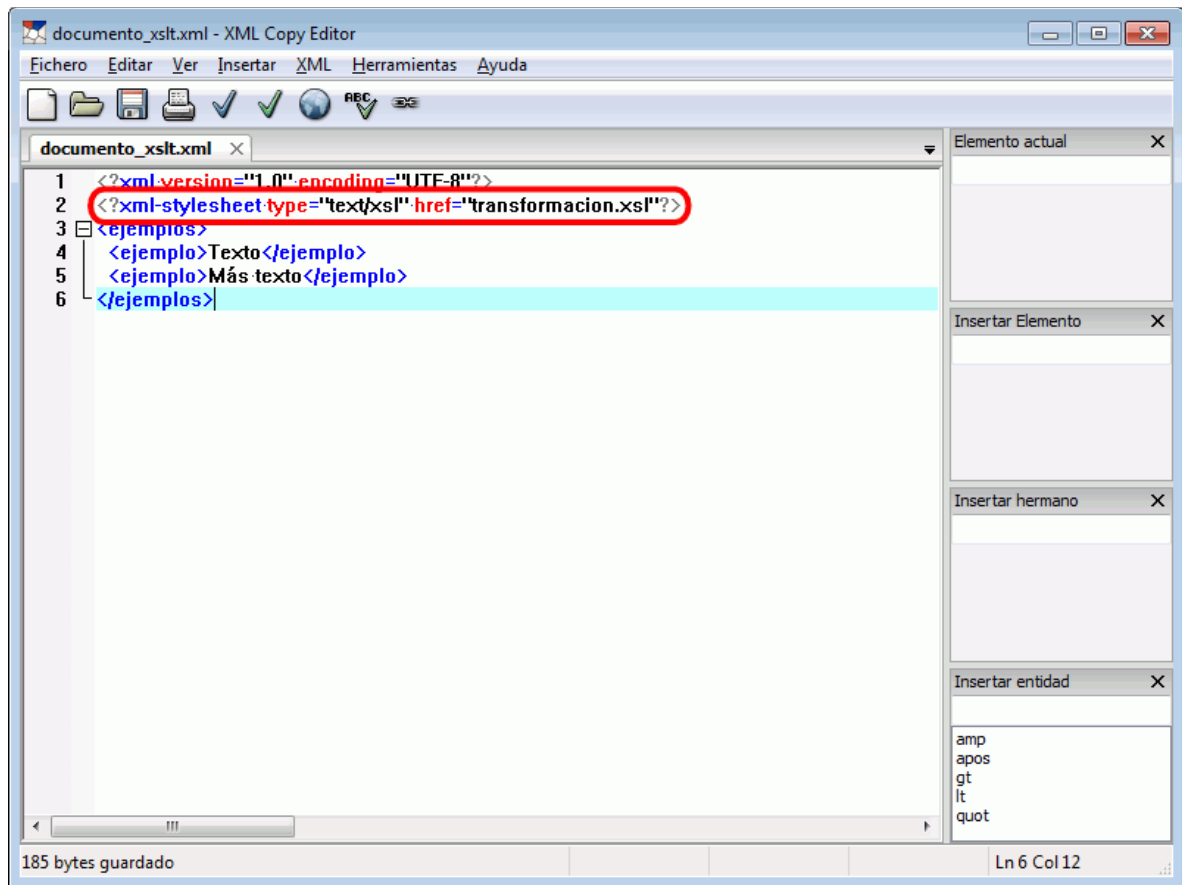 documento_xslt.xml - XML Copy Editor
Fichero Editar Ver Insertar XML Herramientas Ayuda
ABC
documento_xslt.xml
1 <?xml version="1.0" encoding="UTF-8"?>
2 <?xml-stylesheet type="text/xsl" href="transformacion.xsl"?>
3 <ejemplos>
4 <ejemplo>Texto</ejemplo>
5 <ejemplo>Más texto</ejemplo>
6 </ejemplos>
Elemento actual
Insertar Elemento
Insertar hermano
Insertar entidad
amp
apos
gt
lt
quot
185 bytes guardado
Ln 6 Col 12